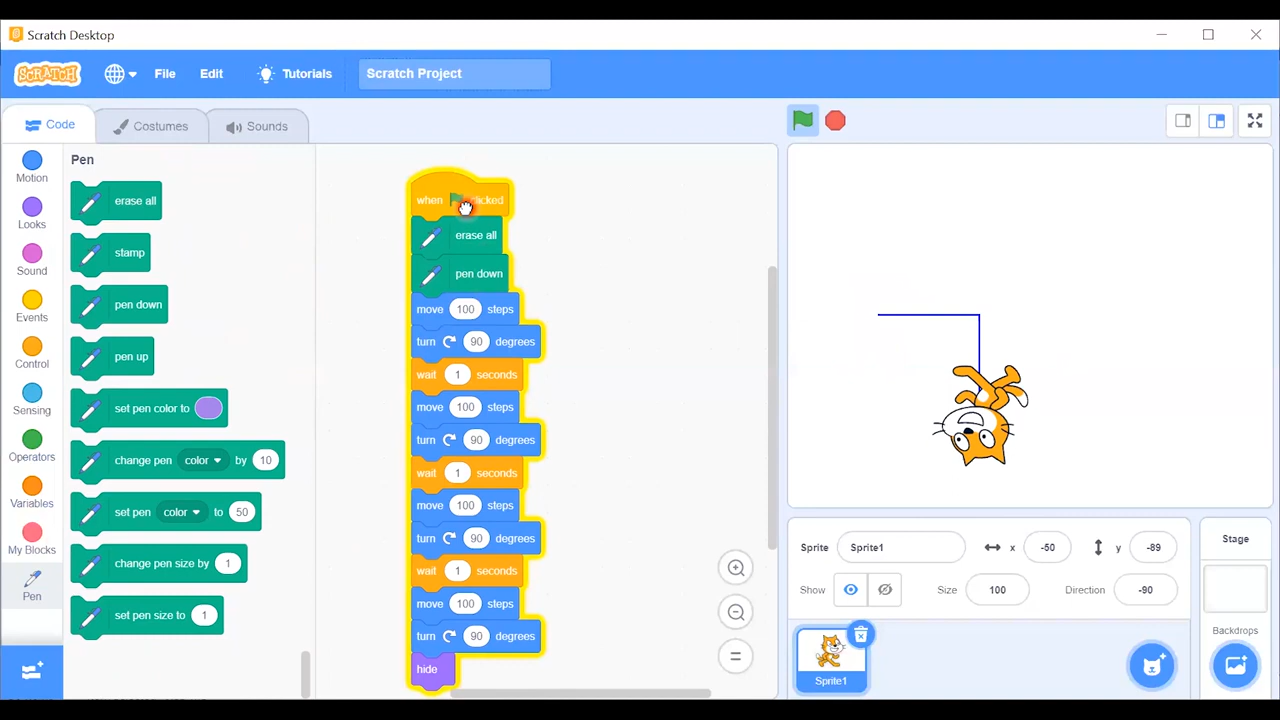 Scratch Desktop
SCRATCH File Edit Tutorials Scratch Project
Code Costumes Sounds
Motion
Looks
Sound
Events
Control
Sensing
Operators
Variables
My Blocks
Pen
Pen
erase all
stamp
pen down
pen up
set pen color to
change pen color by 10
set pen color to 50
change pen size by 1
set pen size to 1
when clicked
erase all
pen down
move 100 steps
turn 90 degrees
wait 1 seconds
move 100 steps
turn 90 degrees
wait 1 seconds
move 100 steps
turn 90 degrees
wait 1 seconds
move 100 steps
turn 90 degrees
hide
Sprite Sprite1 x -50 y -89
Show Size 100 Direction -90
Sprite1
Stage
Backdrops